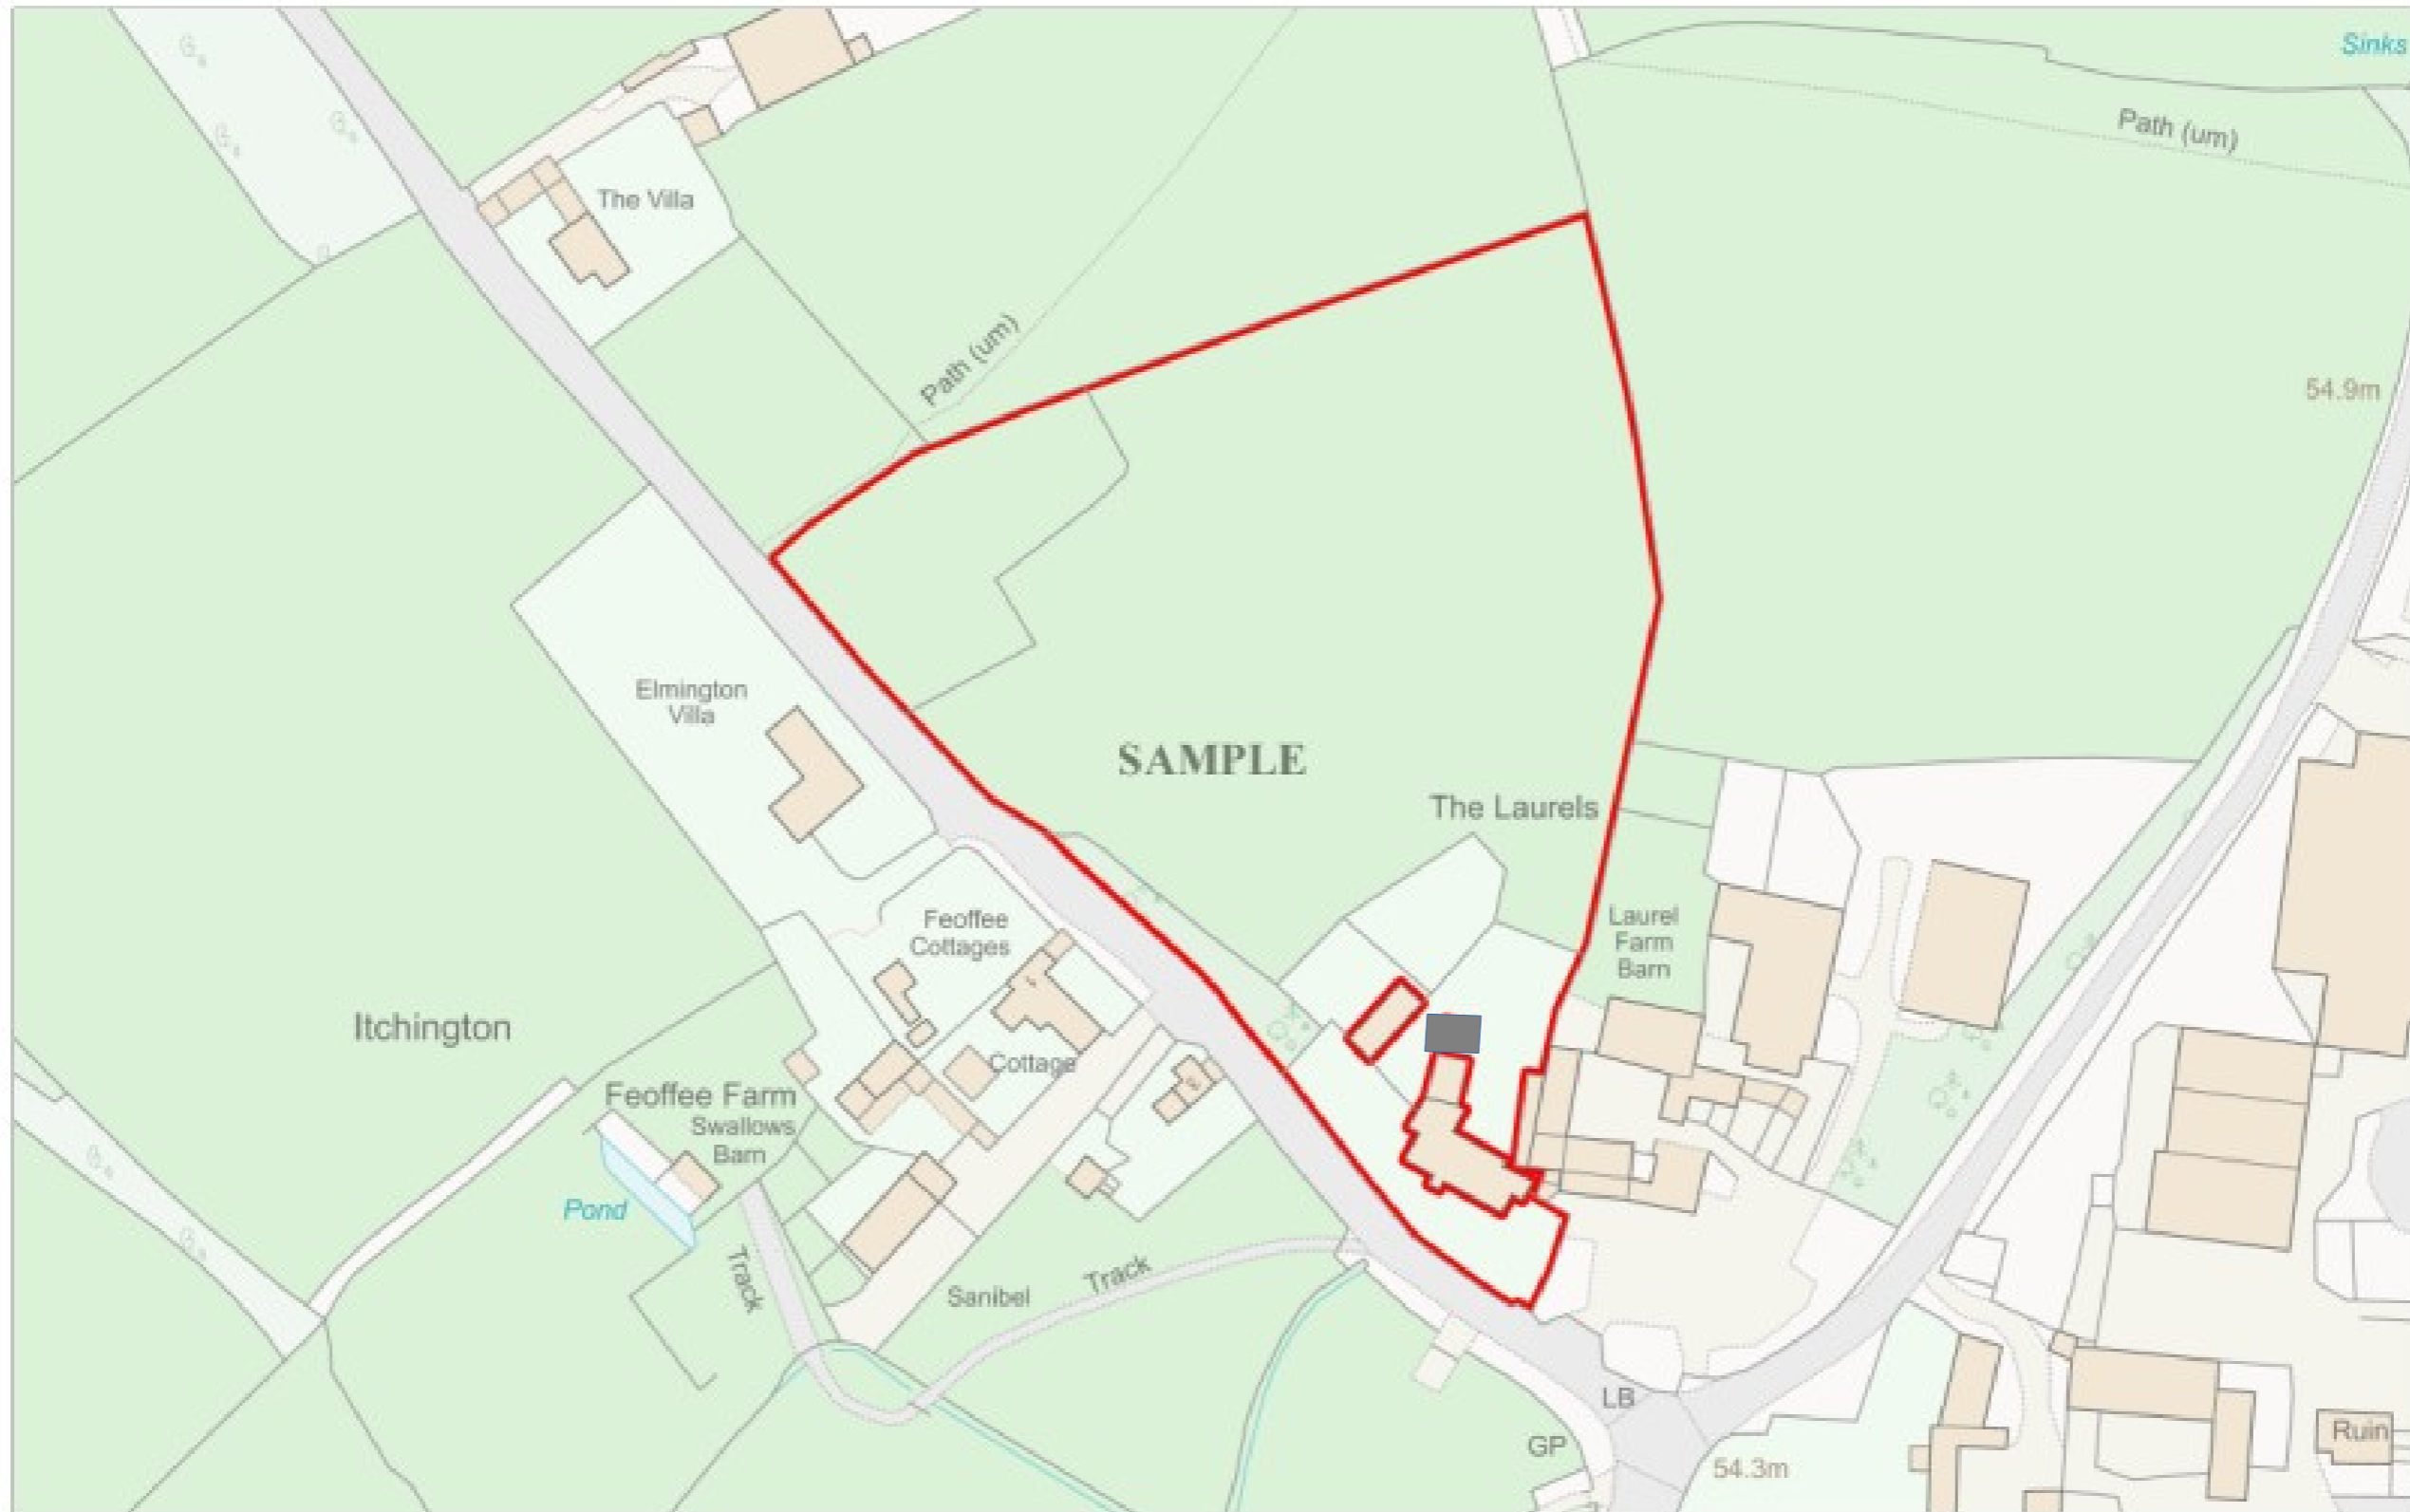 Sinks
Path (um)
The Villa
Path (um)
54.9m
Elmington
Villa
SAMPLE
The Laurels
Feoffee
Cottages
Laurel
Farm
Barn
Itchington
Cottage
Feoffee Farm
Swallows
Barn
Pond
Track
Sanibel
Track
LB
GP
54.3m
Ruin